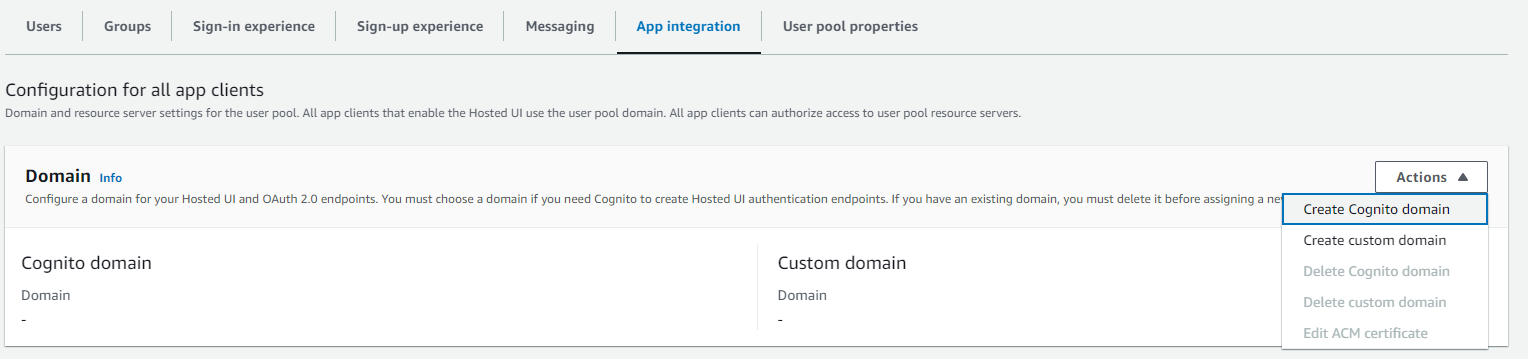 Users
Groups
Sign-in experience
Sign-up experience
Messaging
App integration
User pool properties
Configuration for all app clients
Domain and resource server settings for the user pool. All app clients that enable the Hosted UI use the user pool domain. All app clients can authorize access to user pool resource servers.
Domain Info
Actions
Configure a domain for your Hosted UI and OAuth 2.0 endpoints. You must choose a domain if you need Cognito to create Hosted UI authentication endpoints. If you have an existing domain, you must delete it before assigning a
Create Cognito domain
Create custom domain
Delete Cognito domain
Delete custom domain
Edit ACM certificate
Cognito domain
Domain
-
Custom domain
Domain
-